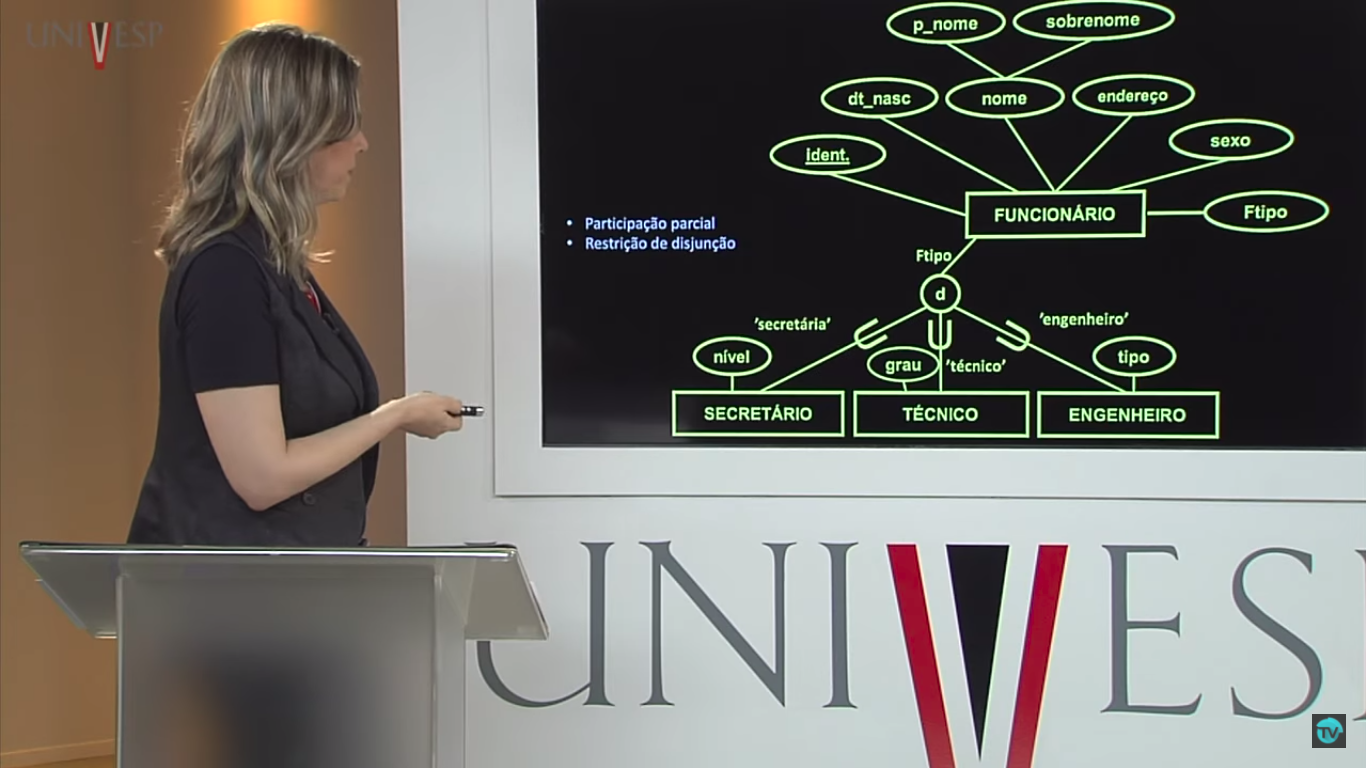 UNIVESP
p_nome
sobrenome
dt_nasc
nome
endereço
ident.
sexo
FUNCIONÁRIO
Ftipo
• Participação parcial
• Restrição de disjunção
Ftipo
d
'secretária'
'engenheiro'
nível
grau
'técnico'
tipo
SECRETÁRIO
TÉCNICO
ENGENHEIRO
UNIVESP
TV